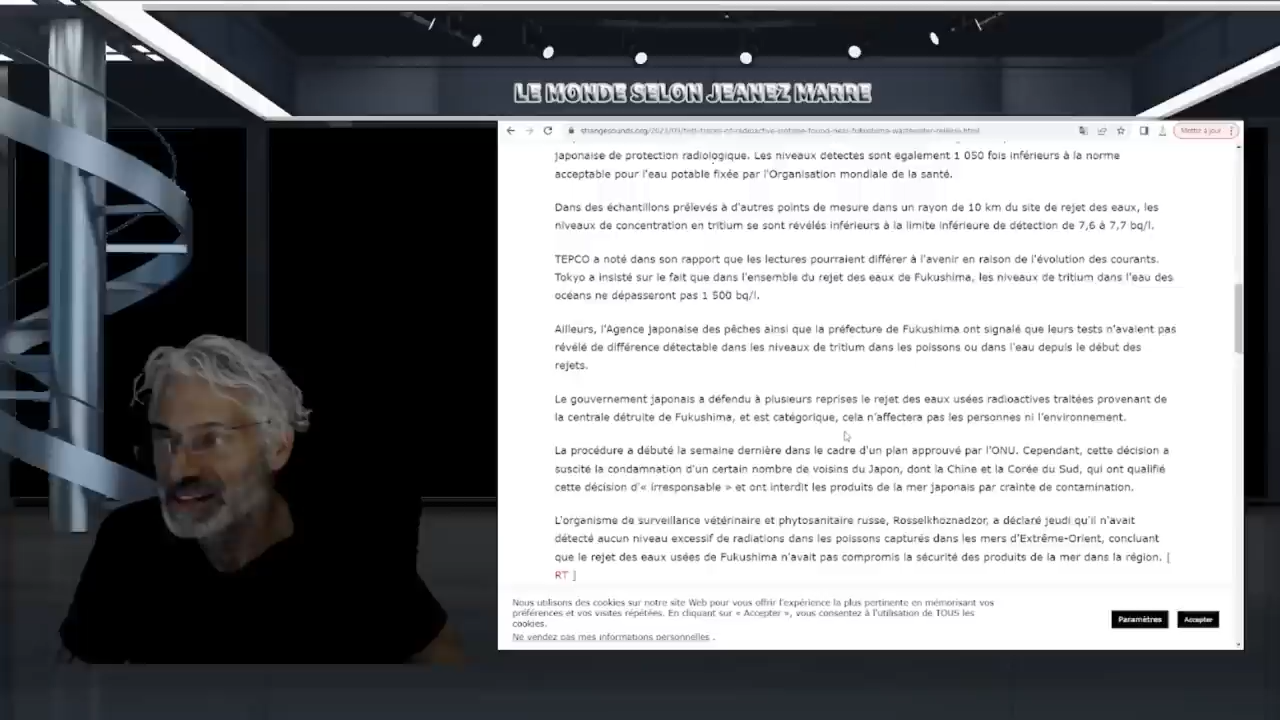 LE MONDE SELON JEANEZ MARRE
Mettre à jour
japonaise de protection radiologique. Les niveaux détectés sont également 1 050 fois inférieurs à la norme
acceptable pour l'eau potable fixée par l'Organisation mondiale de la santé.
Dans des échantillons prélevés à d'autres points de mesure dans un rayon de 10 km du site de rejet des eaux, les
niveaux de concentration en tritium se sont révélés inférieurs à la limite inférieure de détection de 7,6 à 7,7 bq/l.
TEPCO a noté dans son rapport que les lectures pourraient différer à l'avenir en raison de l'évolution des courants.
Tokyo a insisté sur le fait que dans l'ensemble du rejet des eaux de Fukushima, les niveaux de tritium dans l'eau des
océans ne dépasseront pas 1 500 bq/l.
Ailleurs, l'Agence japonaise des pêches ainsi que la préfecture de Fukushima ont signalé que leurs tests n'avaient pas
révélé de différence détectable dans les niveaux de tritium dans les poissons ou dans l'eau depuis le début des
rejets.
Le gouvernement japonais a défendu à plusieurs reprises le rejet des eaux usées radioactives traitées provenant de
la centrale détruite de Fukushima, et est catégorique, cela n'affectera pas les personnes ni l'environnement.
La procédure a débuté la semaine dernière dans le cadre d'un plan approuvé par l'ONU. Cependant, cette décision a
suscité la condamnation d'un certain nombre de voisins du Japon, dont la Chine et la Corée du Sud, qui ont qualifié
cette décision d'« irresponsable » et ont interdit les produits de la mer japonais par crainte de contamination.
L'organisme de surveillance vétérinaire et phytosanitaire russe, Rosselkhoznadzor, a déclaré jeudi qu'il n'avait
détecté aucun niveau excessif de radiations dans les poissons capturés dans les mers d'Extrême-Orient, concluant
que le rejet des eaux usées de Fukushima n'avait pas compromis la sécurité des produits de la mer dans la région. [
RT ]
Nous utilisons des cookies sur notre site Web pour vous offrir l'expérience la plus pertinente en mémorisant vos
préférences et vos visites répétées. En cliquant sur « Accepter », vous consentez à l'utilisation de TOUS les
cookies.
Ne vendez pas mes informations personnelles .
Paramètres
Accepter